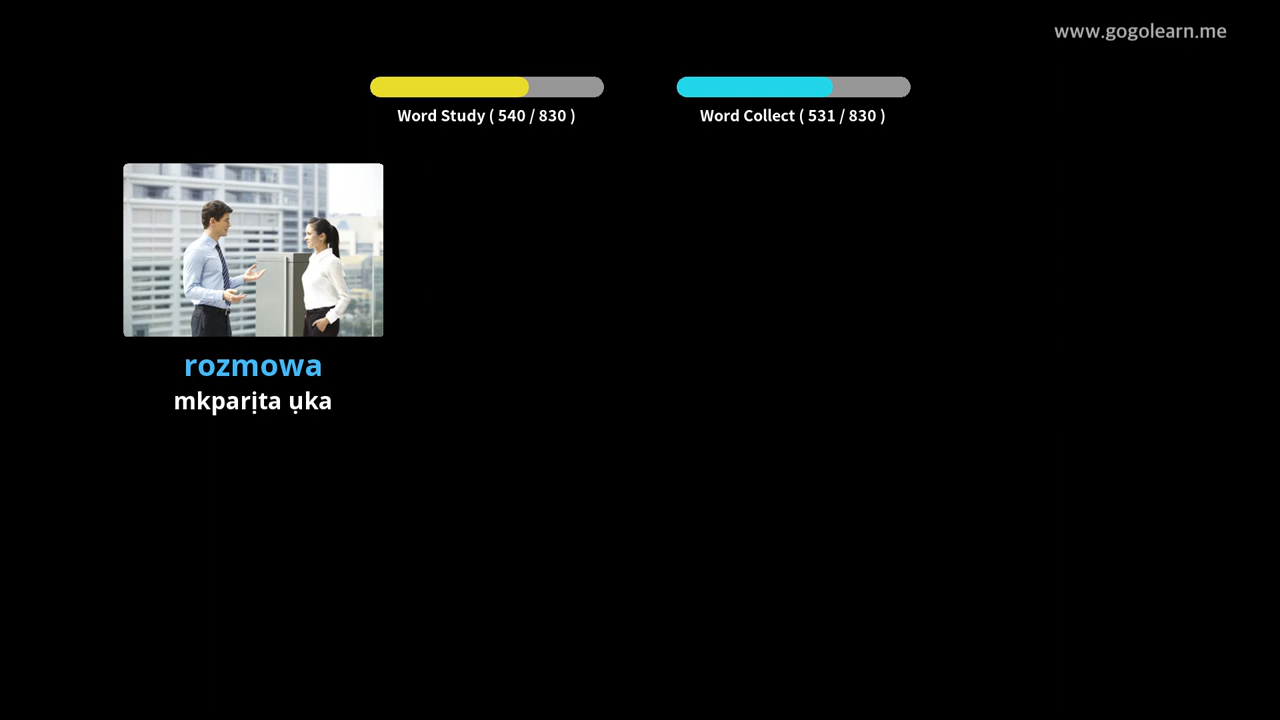 www.gogolearn.me
Word Study ( 540 / 830 )
Word Collect ( 531 / 830 )
rozmowa
mkparịta ụka